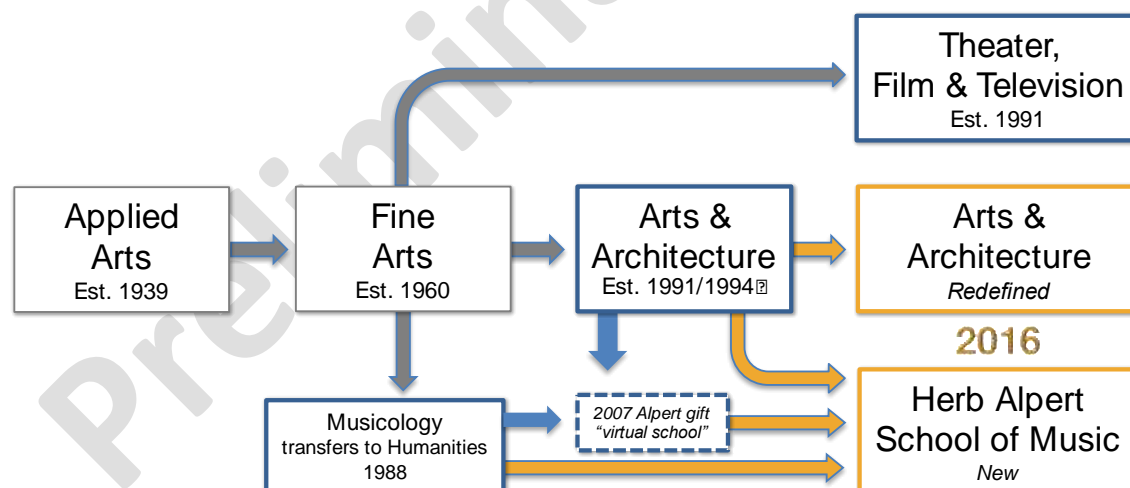 Theater,
Film & Television
Est. 1991
Applied
Arts
Est. 1939
Fine
Arts
Est. 1960
Arts &
Architecture
Est. 1991/1994
Arts &
Architecture
Redefined
2016
Musicology
transfers to Humanities
1988
2007 Alpert gift
“virtual school”
Herb Alpert
School of Music
New
Prelimin